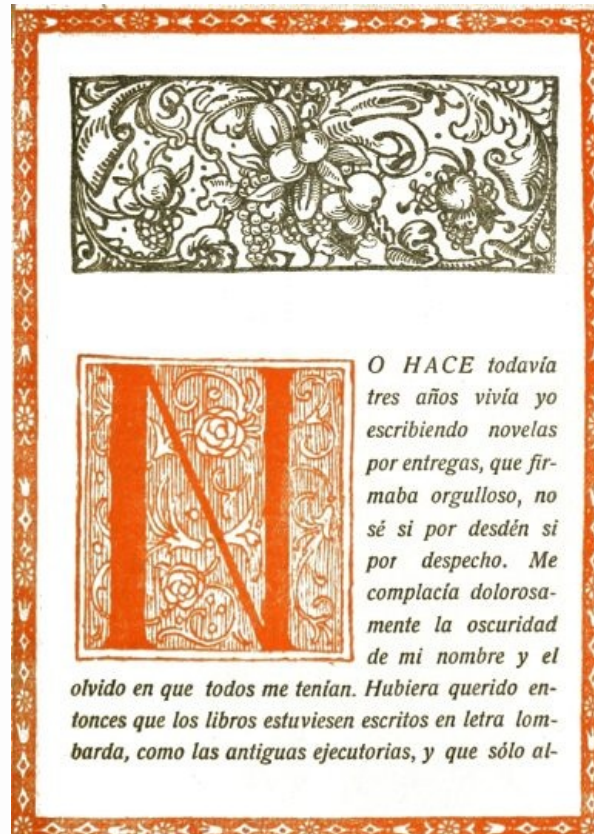 NO HACE todavía
tres años vivía yo
escribiendo novelas
por entregas, que fir-
maba orgulloso, no
sé si por desdén si
por despecho. Me
complacía dolorosa-
mente la oscuridad
de mi nombre y el
olvido en que todos me tenían. Hubiera querido en-
tonces que los libros estuviesen escritos en letra lom-
barda, como las antiguas ejecutorias, y que sólo al-